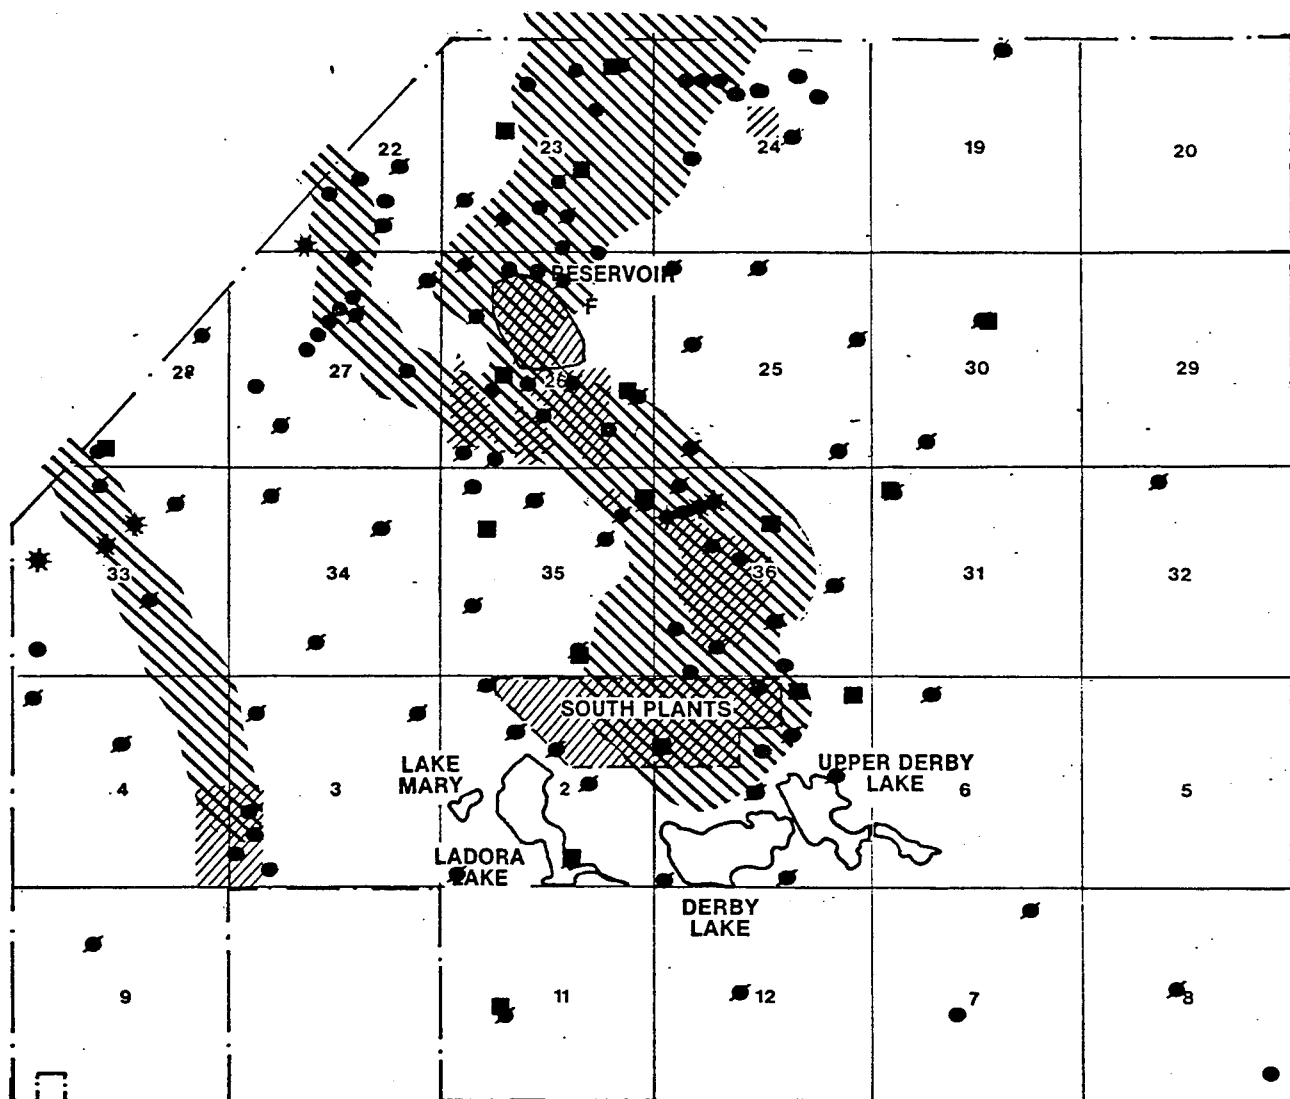 22
23
24
19
20
RESERVOIR
F
28
27
26
25
30
29
33
34
35
36
31
32
SOUTH PLANTS
LAKE
MARY
UPPER DERBY
LAKE
4
3
2
6
5
LADORA
LAKE
DERBY
LAKE
9
11
12
7
8